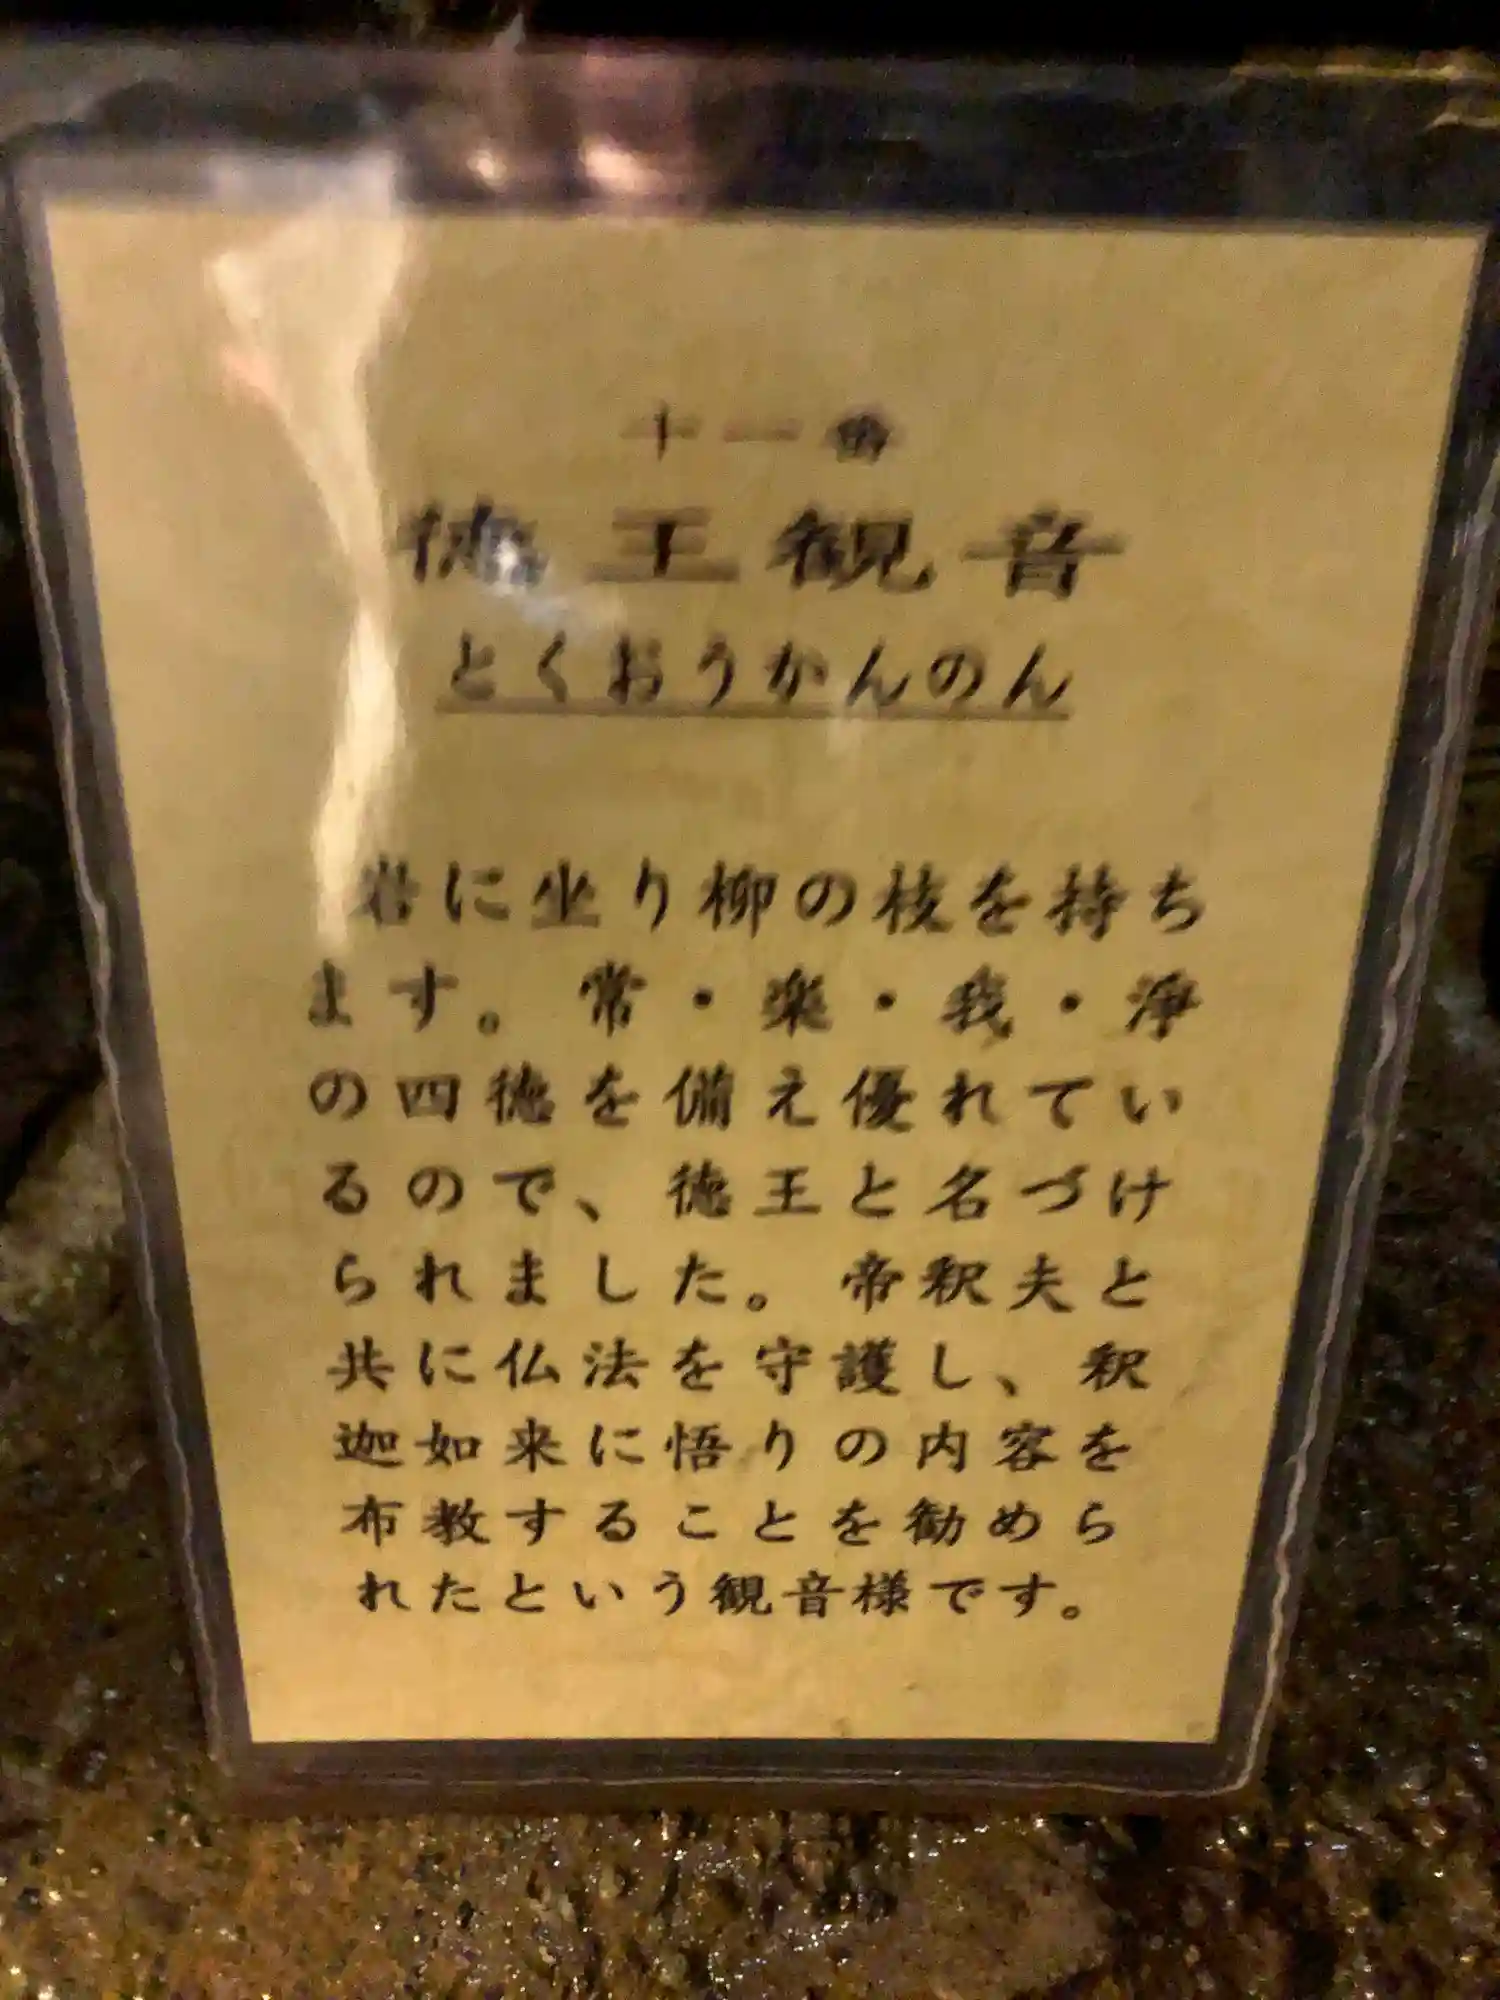 十一番
徳王観音
とくおうかんのん
岩に坐り柳の枝を持ち
ます。常・楽・我・浄
の四徳を備え優れてい
るので、徳王と名づけ
られました。帝釈夫と
共に仏法を守護し、釈
迦如来に悟りの内容を
布教することを勧めら
れたという観音様です。